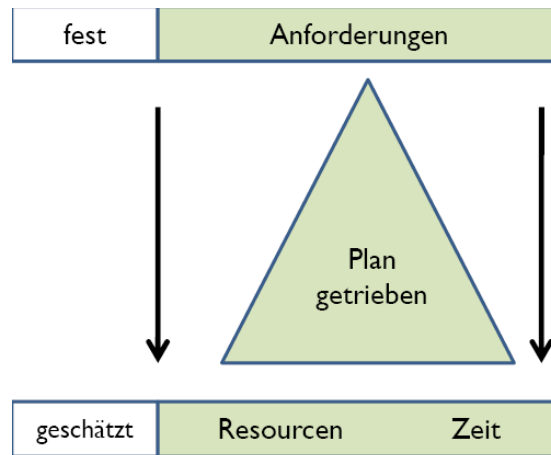 fest Anforderungen
Plan
getrieben
geschätzt Resourcen Zeit